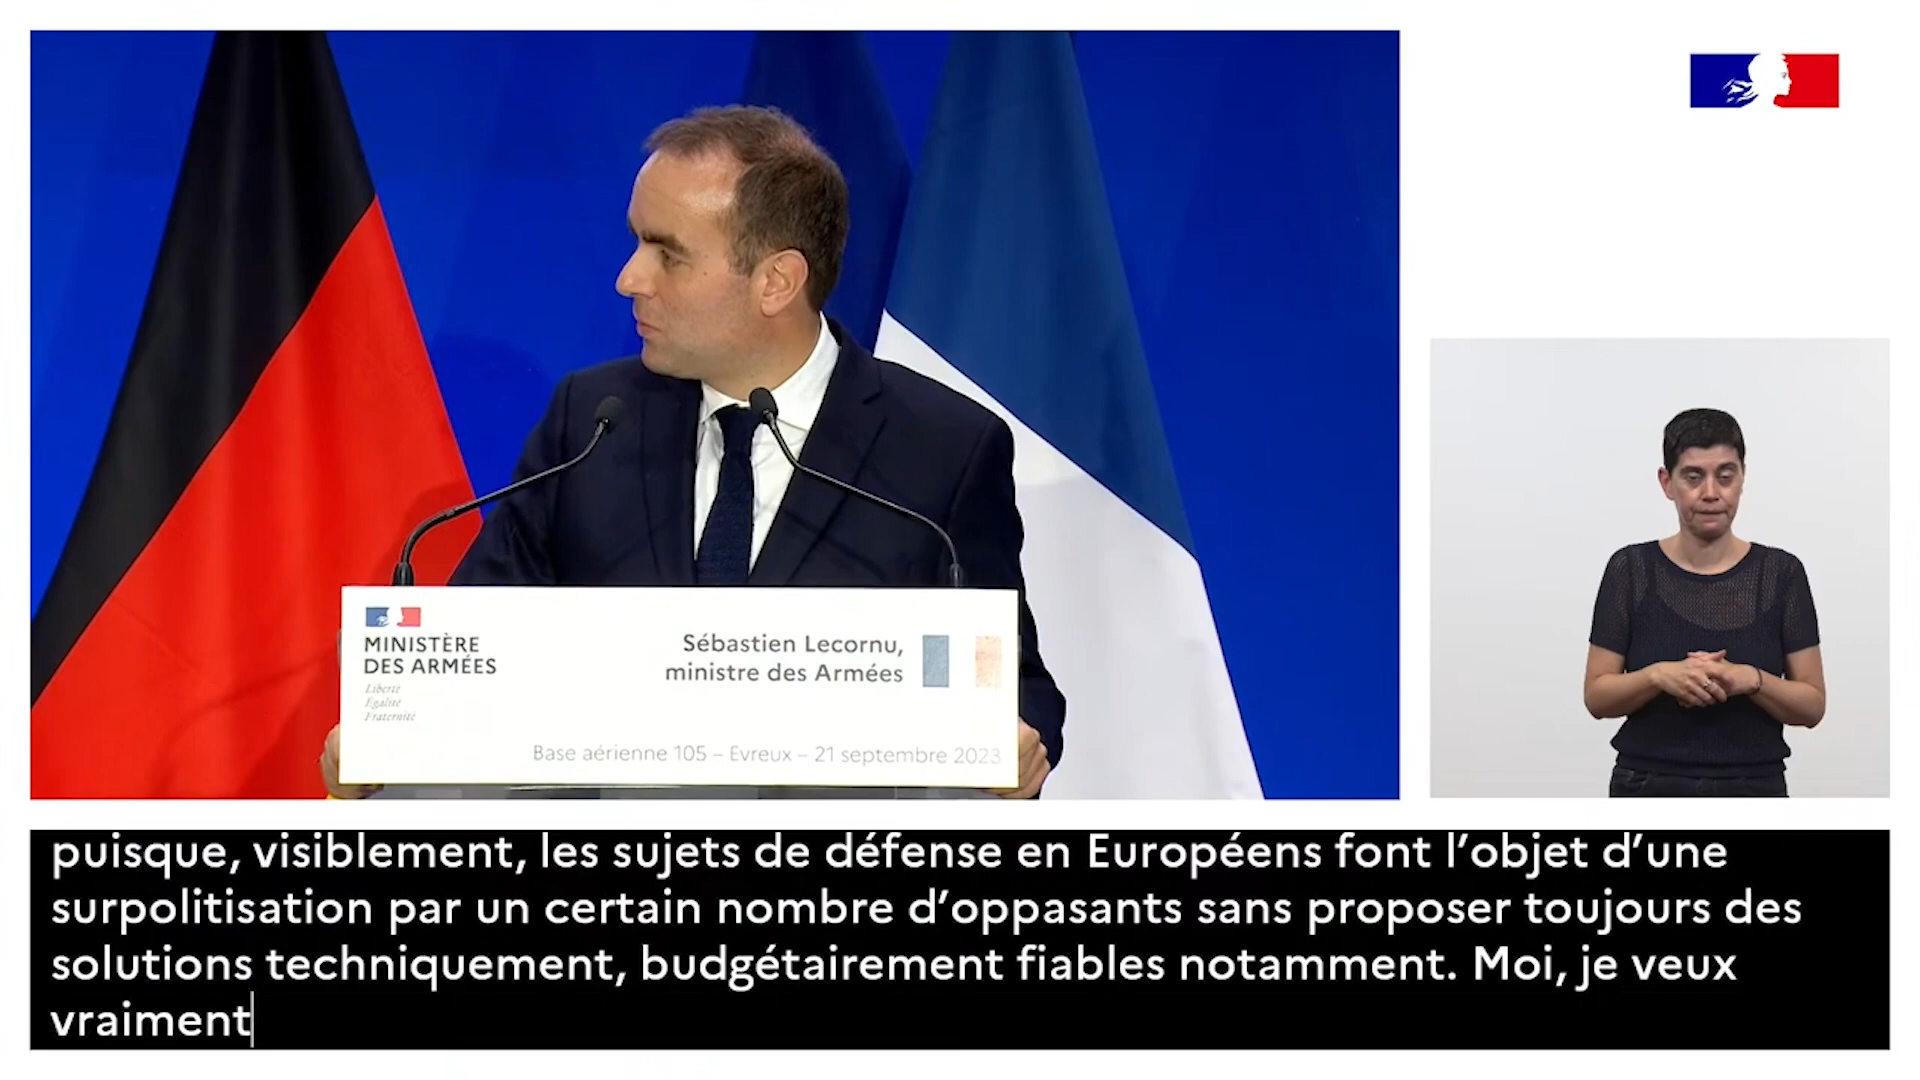 MINISTÈRE
DES ARMÉES
Liberté
Égalité
Fraternité
Sébastien Lecornu,
ministre des Armées
Base aérienne 105 – Evreux – 21 septembre 2023
puisque, visiblement, les sujets de défense en Européens font l’objet d’une
surpolitisation par un certain nombre d’oppasants sans proposer toujours des
solutions techniquement, budgétairement fiables notamment. Moi, je veux
vraiment